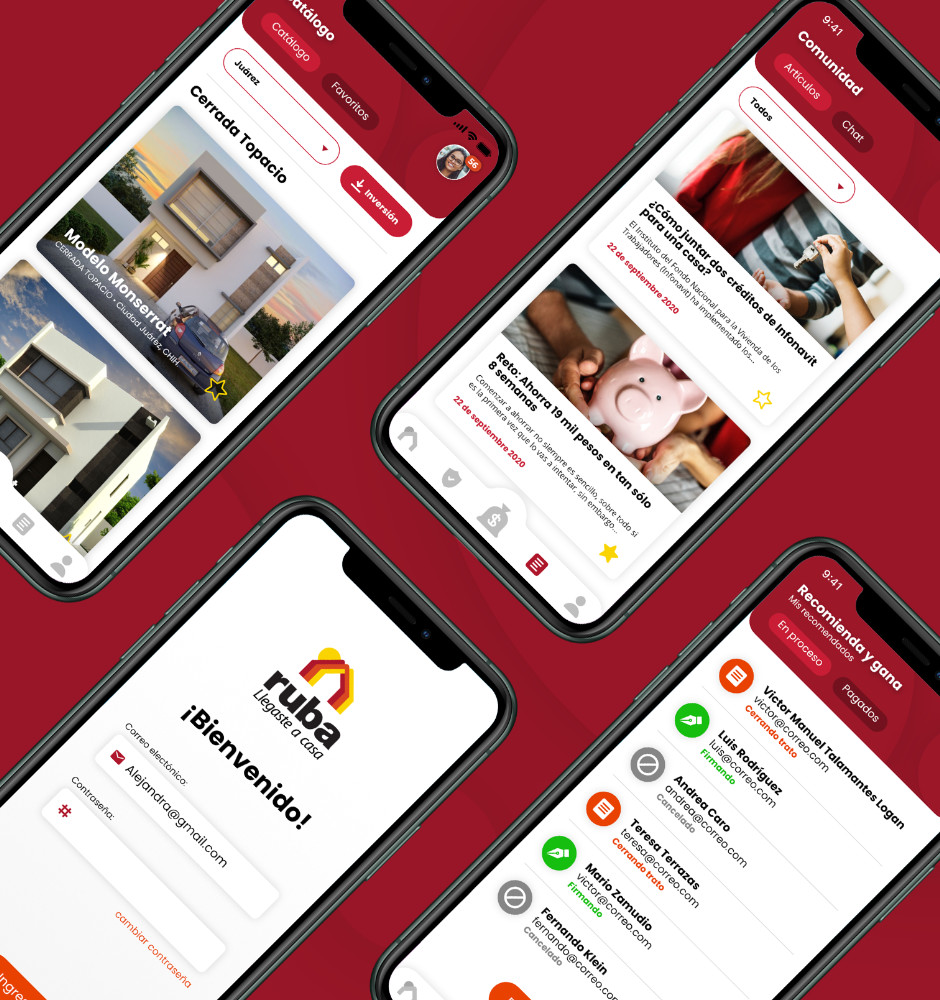 Catálogo
Catálogo
Favoritos
56
Juárez
Inversión
Cerrada Topacio
Modelo Monserrat
CERRADA TOPACIO • Ciudad Juárez, CHIH.
9:41
Comunidad
Artículos
Chat
Todos
¿Cómo juntar dos créditos de Infonavit
para una casa?
El Instituto del Fondo Nacional para la Vivienda de los
Trabajadores (Infonavit) ha implementado los...
22 de septiembre 2020
Reto: Ahorra 19 mil pesos en tan sólo
8 semanas
Comenzar a ahorrar no siempre es sencillo, sobre todo si
es la primera vez que lo vas a intentar, sin embargo...
22 de septiembre 2020
ruba
Llegaste a casa
¡Bienvenido!
Correo electrónico:
Alejandra@gmail.com
Contraseña:
cambiar contraseña
9:41
Recomienda y gana
Mis recomendados
En proceso
Pagados
Victor Manuel Talamantes Logan
victor@correo.com
Cerrando trato
Luis Rodríguez
luis@correo.com
Firmando
Andrea Caro
andrea@correo.com
Cancelado
Teresa Terrazas
teresa@correo.com
Cerrando trato
Mario Zamudio
victor@correo.com
Firmando
Fernando Klein
fernando@correo.com
Cancelado